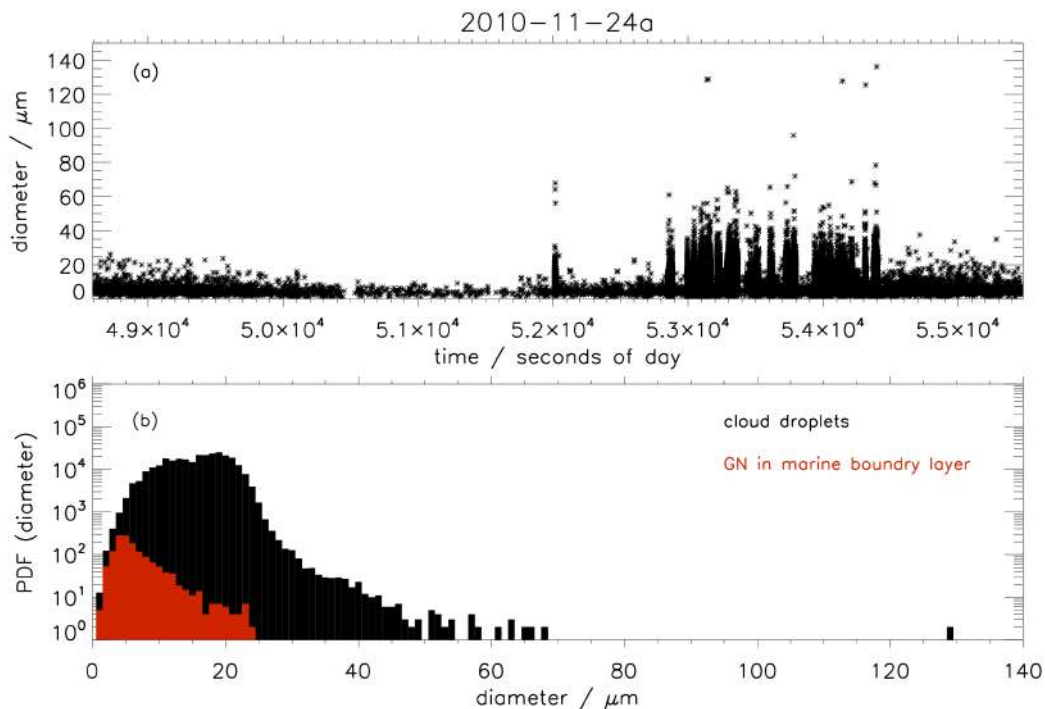 2010-11-24a
(a)
diameter / μm
140
120
100
80
60
40
20
0
4.9×10⁴ 5.0×10⁴ 5.1×10⁴ 5.2×10⁴ 5.3×10⁴ 5.4×10⁴ 5.5×10⁴
time / seconds of day
(b)
cloud droplets
GN in marine boundry layer
PDF (diameter)
10⁶
10⁵
10⁴
10³
10²
10¹
10⁰
0 20 40 60 80 100 120 140
diameter / μm